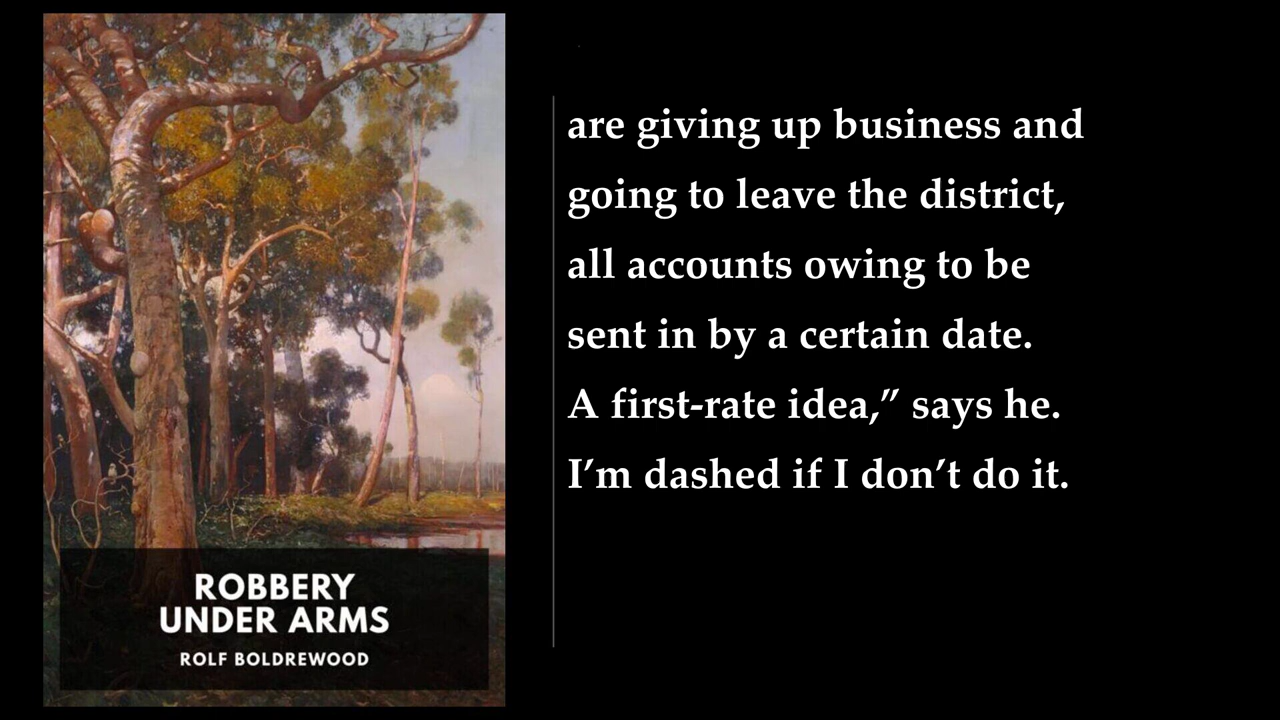 ROBBERY
UNDER ARMS
ROLF BOLDREWOOD
are giving up business and
going to leave the district,
all accounts owing to be
sent in by a certain date.
A first-rate idea,” says he.
I’m dashed if I don’t do it.